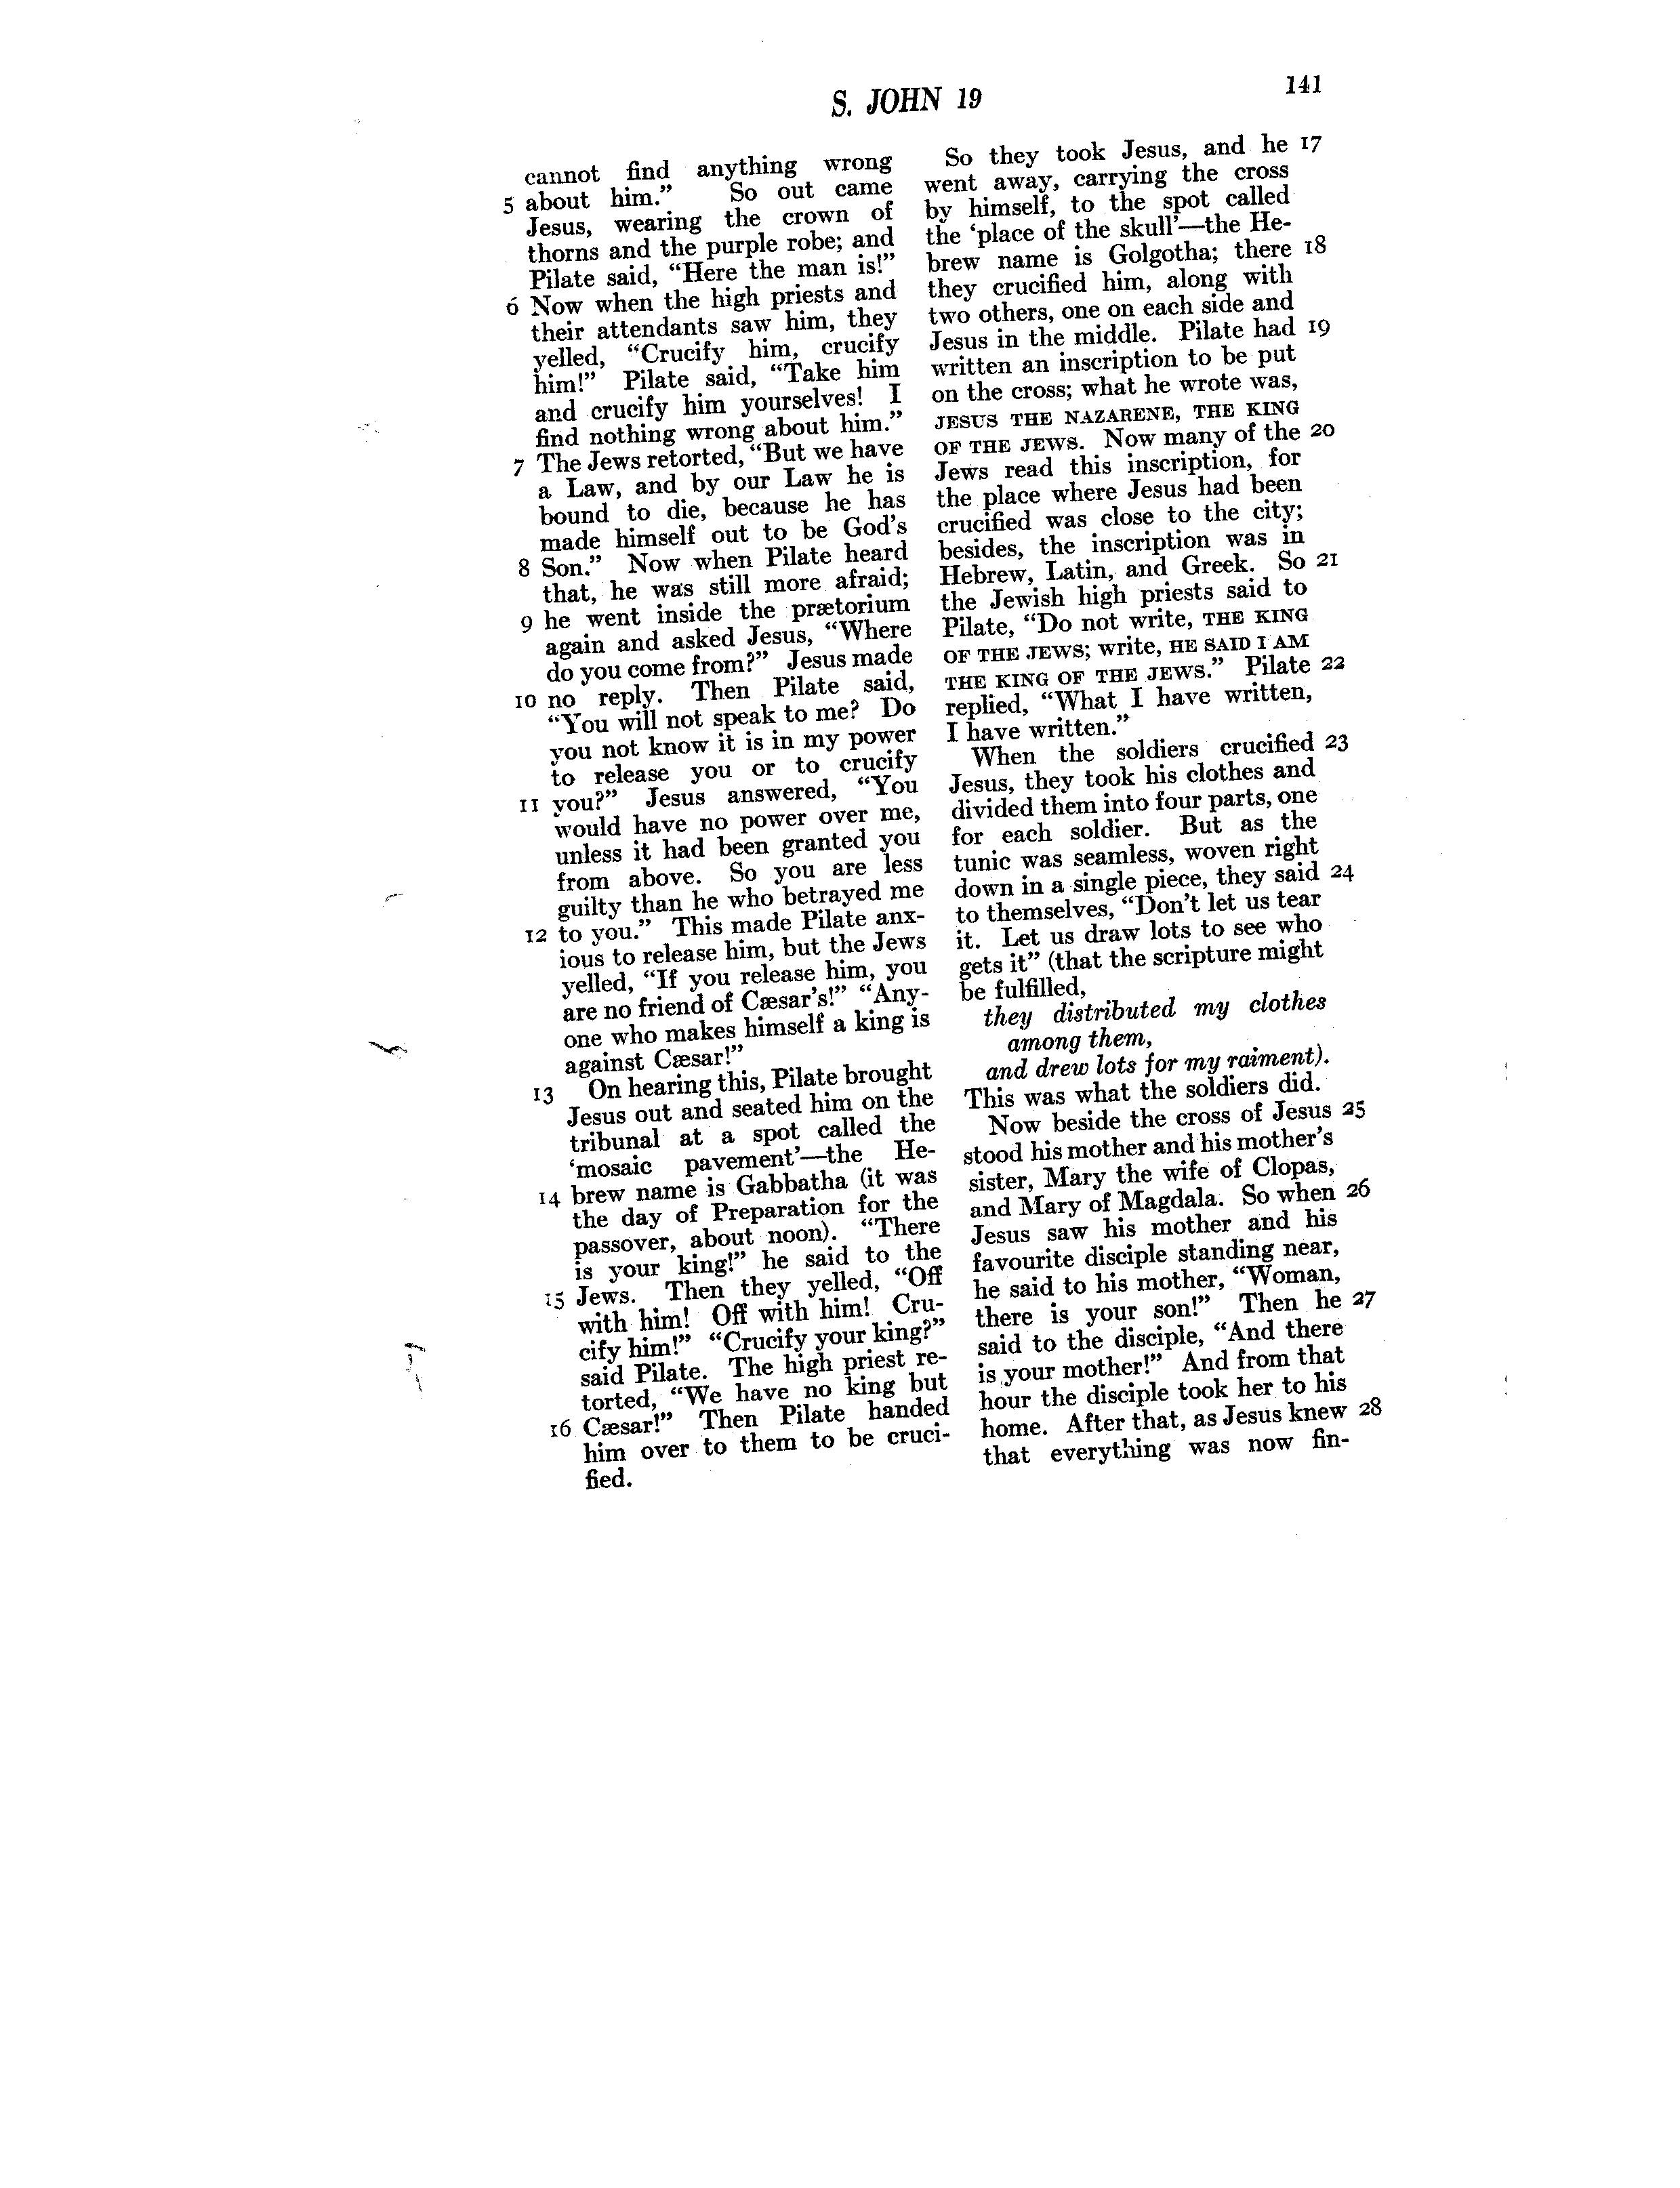 S. JOHN 19
141
cannot find anything wrong
5 about him.” So out came
Jesus, wearing the crown of
thorns and the purple robe; and
Pilate said, “Here the man is!”
6 Now when the high priests and
their attendants saw him, they
yelled, “Crucify him, crucify
him!” Pilate said, “Take him
and crucify him yourselves! I
find nothing wrong about him.”
7 The Jews retorted, “But we have
a Law, and by our Law he is
bound to die, because he has
made himself out to be God’s
8 Son.” Now when Pilate heard
that, he was still more afraid;
9 he went inside the prætorium
again and asked Jesus, “Where
do you come from?” Jesus made
10 no reply. Then Pilate said,
“You will not speak to me? Do
you not know it is in my power
to release you or to crucify
11 you?” Jesus answered, “You
would have no power over me,
unless it had been granted you
from above. So you are less
guilty than he who betrayed me
12 to you.” This made Pilate anx-
ious to release him, but the Jews
yelled, “If you release him, you
are no friend of Cæsar’s!” “Any-
one who makes himself a king is
against Cæsar!”
13 On hearing this, Pilate brought
Jesus out and seated him on the
tribunal at a spot called the
‘mosaic pavement’—the He-
14 brew name is Gabbatha (it was
the day of Preparation for the
passover, about noon). “There
is your king!” he said to the
15 Jews. Then they yelled, “Off
with him! Off with him! Cru-
cify him!” “Crucify your king?”
said Pilate. The high priest re-
torted, “We have no king but
16 Cæsar!” Then Pilate handed
him over to them to be cruci-
fied.
So they took Jesus, and he 17
went away, carrying the cross
by himself, to the spot called
the ‘place of the skull’—the He-
brew name is Golgotha; there 18
they crucified him, along with
two others, one on each side and
Jesus in the middle. Pilate had 19
written an inscription to be put
on the cross; what he wrote was,
JESUS THE NAZARENE, THE KING
OF THE JEWS. Now many of the 20
Jews read this inscription, for
the place where Jesus had been
crucified was close to the city;
besides, the inscription was in
Hebrew, Latin, and Greek. So 21
the Jewish high priests said to
Pilate, “Do not write, THE KING
OF THE JEWS; write, HE SAID I AM
THE KING OF THE JEWS.” Pilate 22
replied, “What I have written,
I have written.”
When the soldiers crucified 23
Jesus, they took his clothes and
divided them into four parts, one
for each soldier. But as the
tunic was seamless, woven right
down in a single piece, they said 24
to themselves, “Don’t let us tear
it. Let us draw lots to see who
gets it” (that the scripture might
be fulfilled,
they distributed my clothes
among them,
and drew lots for my raiment).
This was what the soldiers did.
Now beside the cross of Jesus 25
stood his mother and his mother’s
sister, Mary the wife of Clopas,
and Mary of Magdala. So when 26
Jesus saw his mother and his
favourite disciple standing near,
he said to his mother, “Woman,
there is your son!” Then he 27
said to the disciple, “And there
is your mother!” And from that
hour the disciple took her to his
home. After that, as Jesus knew 28
that everything was now fin-